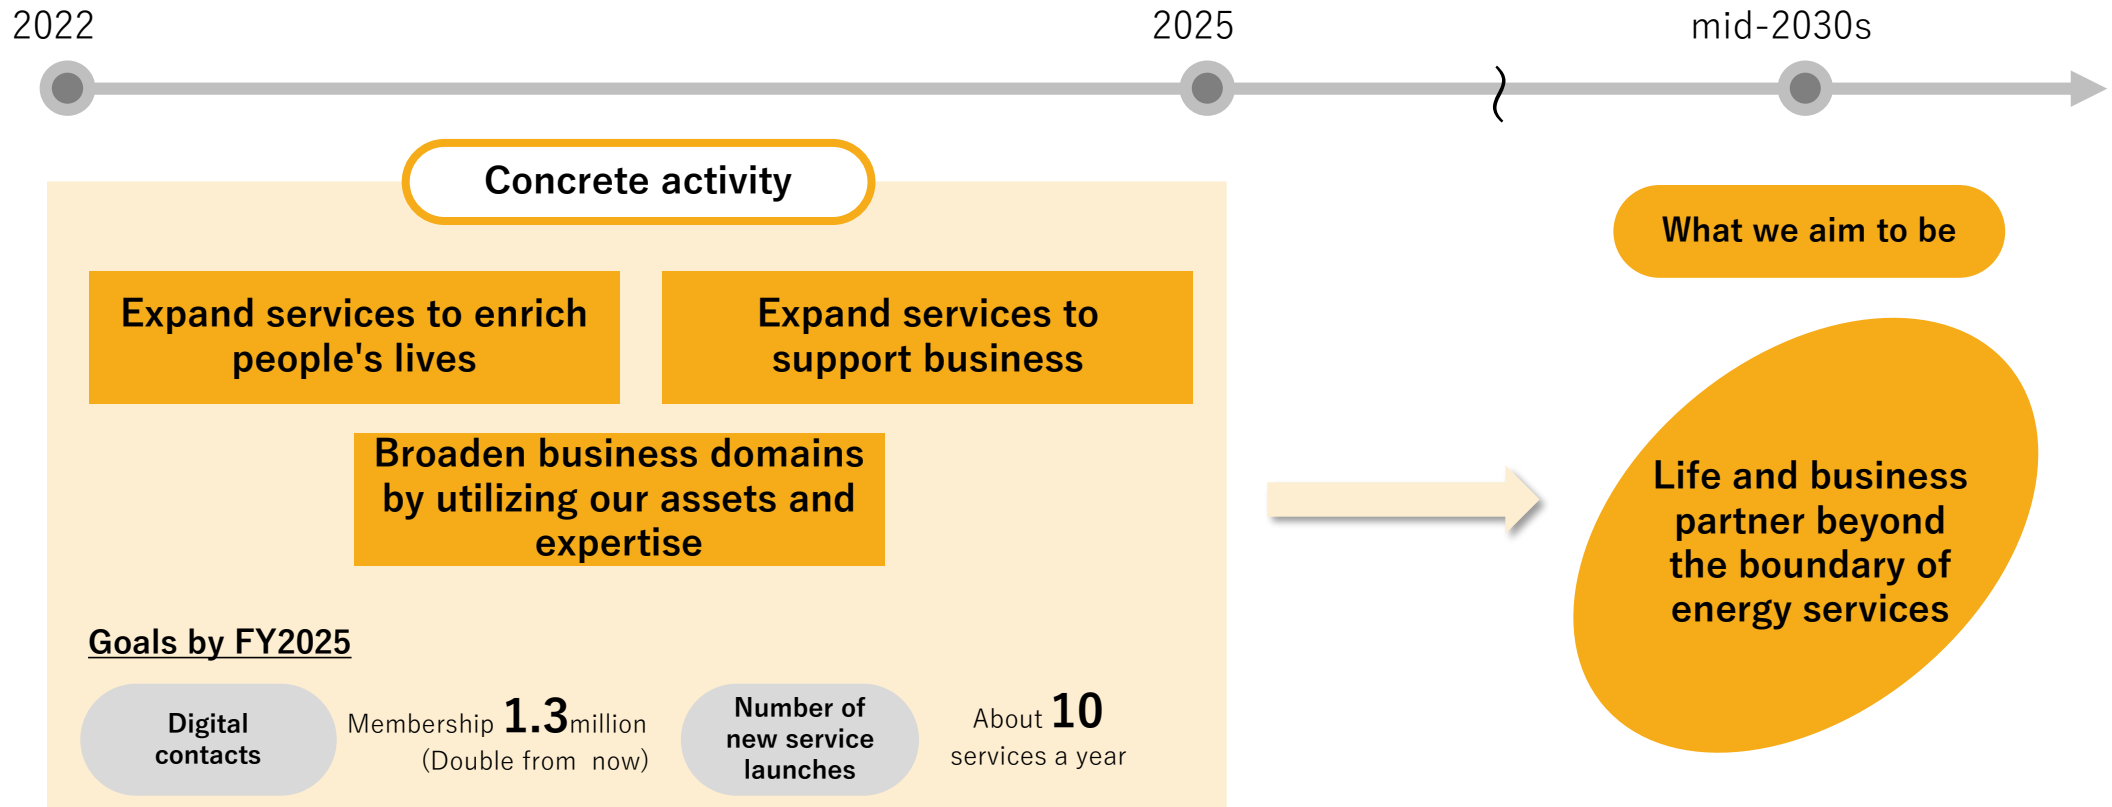 2022
2025
mid-2030s
Concrete activity
What we aim to be
Expand services to enrich
people's lives
Expand services to
support business
Broaden business domains
by utilizing our assets and
expertise
Life and business
partner beyond
the boundary of
energy services
Goals by FY2025
Digital
contacts
Membership 1.3million
(Double from now)
Number of
new service
launches
About 10
services a year